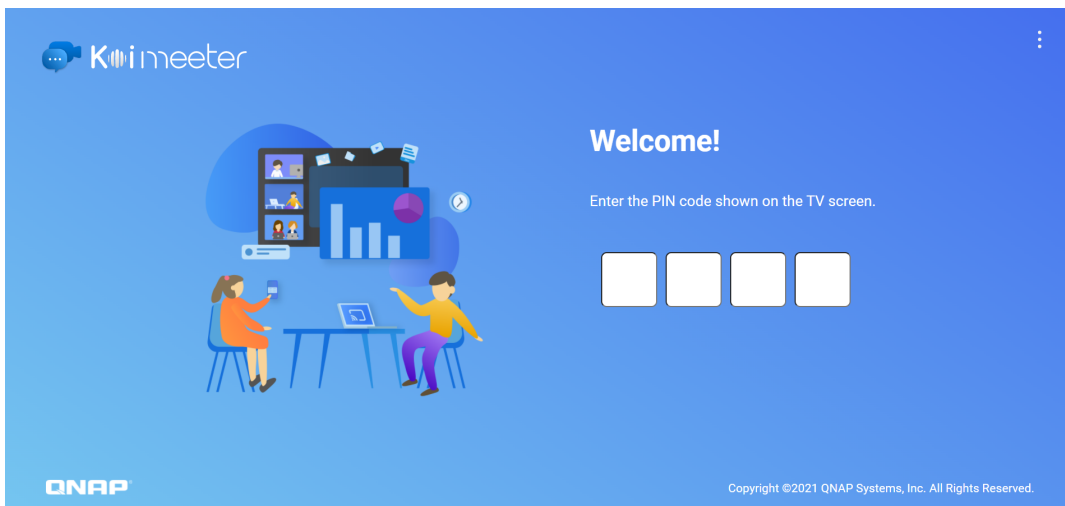 Koimeeter
Welcome!
Enter the PIN code shown on the TV screen.
QNAP
Copyright ©2021 QNAP Systems, Inc. All Rights Reserved.